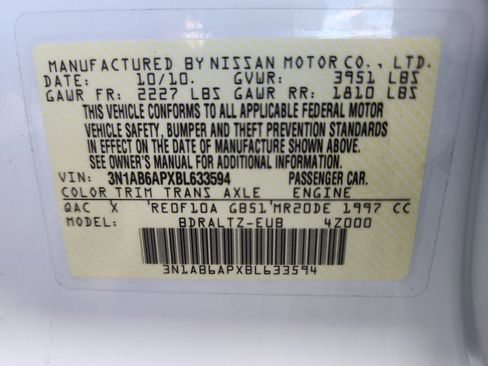 MANUFACTURED BY NISSAN MOTOR CO., LTD.
DATE: 10/10. GVWR: 3951 LBS
GAWR FR: 2227 LBS GAWR RR: 1810 LBS
THIS VEHICLE CONFORMS TO ALL APPLICABLE FEDERAL MOTOR
VEHICLE SAFETY, BUMPER AND THEFT PREVENTION STANDARDS
IN EFFECT ON THE DATE OF MANUFACTURE SHOWN ABOVE.
SEE OWNER'S MANUAL FOR ADDITIONAL INFORMATION.
VIN: 3N1AB6APXBL633594 PASSENGER CAR.
COLOR TRIM TRANS AXLE ENGINE
QAC X RE0F10A GB51 MR20DE 1997 CC
MODEL: BDRALTZ-EUB 4Z000
3N1AB6APXBL633594